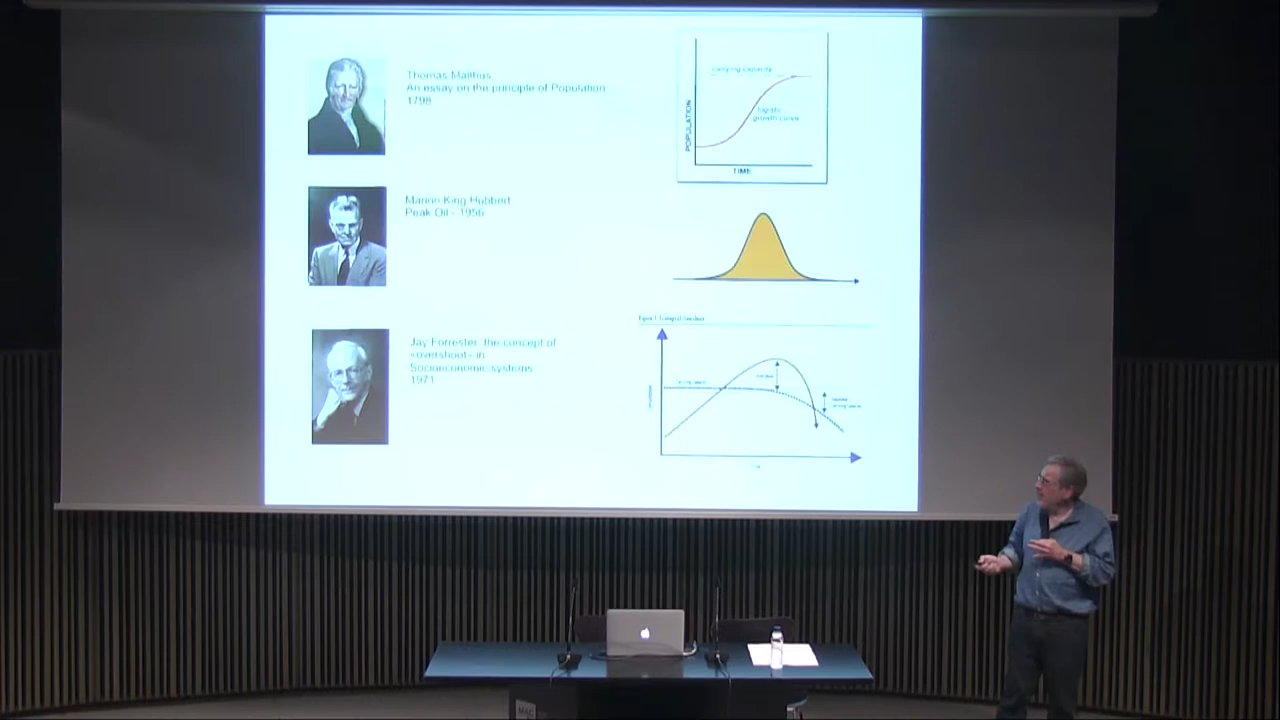 Thomas Malthus,
An essay on the principle of Population
1798
carrying capacity
logistic
growth curve
POPULATION
TIME
Marion King Hubbert
Peak Oil - 1956
Jay Forrester, the concept of
«overshoot» in
Socioeconomic systems
1971